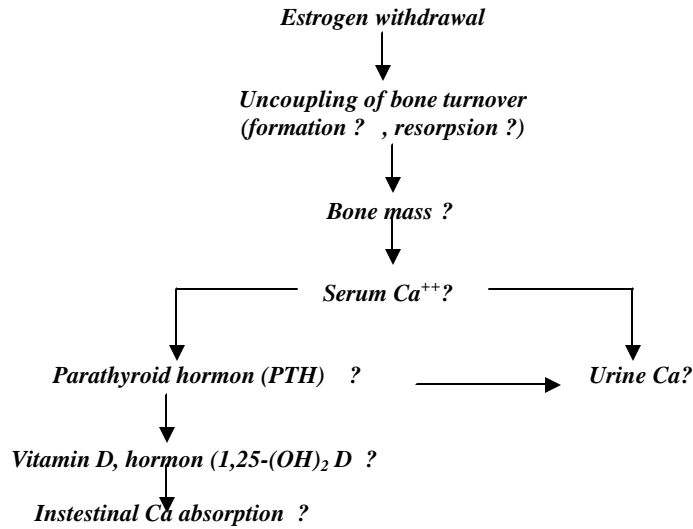 Estrogen withdrawal
Uncoupling of bone turnover
(formation ? , resorpsion ?)
Bone mass ?
Serum Ca++?
Parathyroid hormon (PTH) ?
Urine Ca?
Vitamin D, hormon (1,25-(OH)2 D ?
Instestinal Ca absorption ?